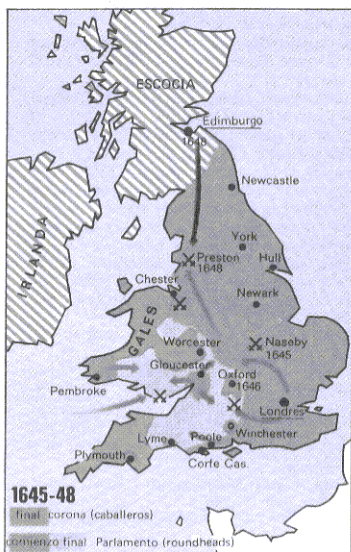 ESCOCIA
Edimburgo
1648
Newcastle
IRLANDA
York
Preston
1648
Hull
Chester
Newark
GALES
Worcester
Naseby
1645
Gloucester
Oxford
1646
Pembroke
Londres
Winchester
Lyme
Poole
Plymouth
Corfe Cas.
1645-48
final corona (caballeros)
comienzo final Parlamento (roundheads)